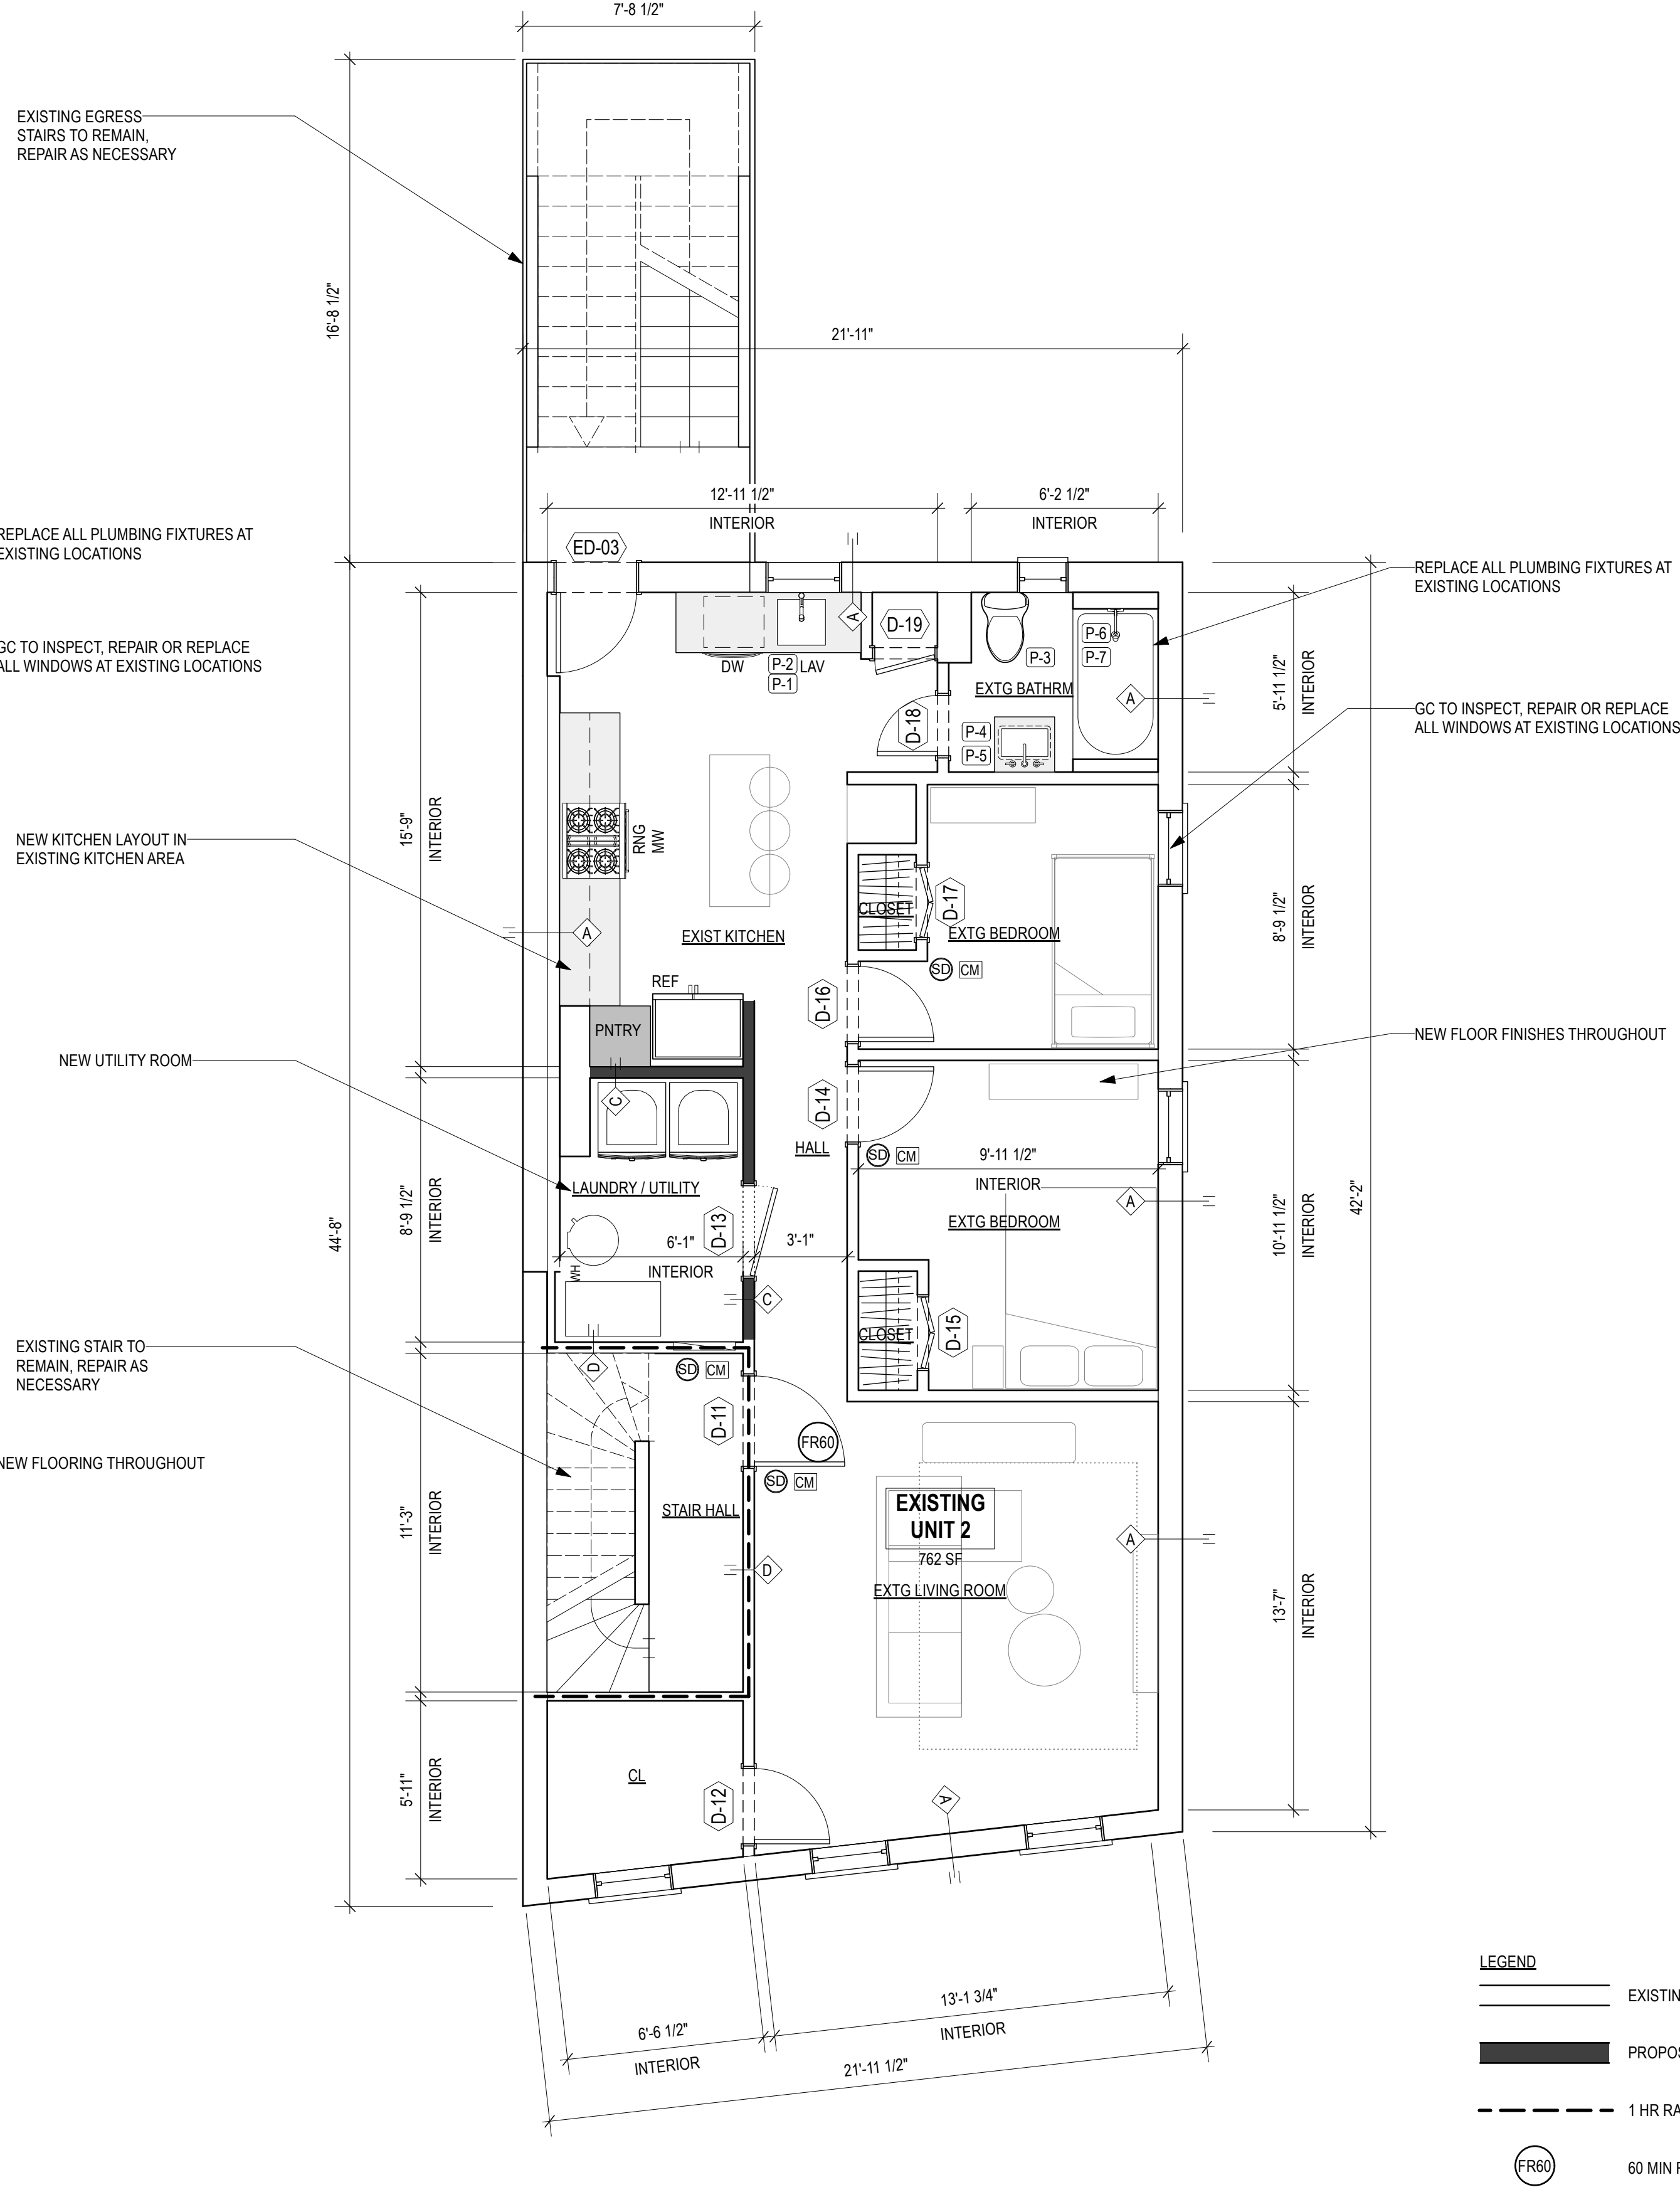 7'-8 1/2"
EXISTING EGRESS
STAIRS TO REMAIN,
REPAIR AS NECESSARY
16'-8 1/2"
21'-11"
12'-11 1/2"
INTERIOR
6'-2 1/2"
INTERIOR
REPLACE ALL PLUMBING FIXTURES AT
EXISTING LOCATIONS
ED-03
REPLACE ALL PLUMBING FIXTURES AT
EXISTING LOCATIONS
A
D-19
P-6
P-7
P-3
DW
P-2
LAV
P-1
GC TO INSPECT, REPAIR OR REPLACE
ALL WINDOWS AT EXISTING LOCATIONS
5'-11 1/2"
INTERIOR
EXTG BATHRM
A
D-18
P-4
P-5
GC TO INSPECT, REPAIR OR REPLACE
ALL WINDOWS AT EXISTING LOCATIONS
15'-9"
INTERIOR
NEW KITCHEN LAYOUT IN
EXISTING KITCHEN AREA
RNG
MW
CLOSET
D-17
8'-9 1/2"
INTERIOR
A
EXIST KITCHEN
EXTG BEDROOM
SD
CM
REF
D-16
PNTRY
NEW UTILITY ROOM
NEW FLOOR FINISHES THROUGHOUT
C
D-14
HALL
SD
CM
9'-11 1/2"
INTERIOR
LAUNDRY / UTILITY
A
EXTG BEDROOM
44'-8"
8'-9 1/2"
INTERIOR
D-13
6'-1"
INTERIOR
3'-1"
WH
10'-11 1/2"
INTERIOR
42'-2"
C
CLOSET
D-15
EXISTING STAIR TO
REMAIN, REPAIR AS
NECESSARY
D
SD
CM
D-11
FR60
NEW FLOORING THROUGHOUT
SD
CM
STAIR HALL
EXISTING
UNIT 2
762 SF
EXTG LIVING ROOM
A
D
11'-3"
INTERIOR
13'-7"
INTERIOR
CL
D-12
A
5'-11"
INTERIOR
13'-1 3/4"
INTERIOR
6'-6 1/2"
INTERIOR
21'-11 1/2"
LEGEND
EXISTIN
PROPOS
1 HR RA
FR60
60 MIN F